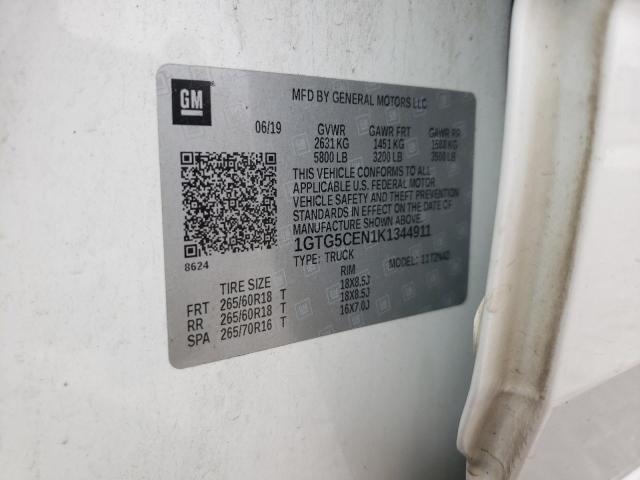 GM
MFD BY GENERAL MOTORS LLC
06/19 GVWR GAWR FRT GAWR RR
2631 KG 1451 KG 1588 KG
5800 LB 3200 LB 3500 LB
THIS VEHICLE CONFORMS TO ALL
APPLICABLE U.S. FEDERAL MOTOR
VEHICLE SAFETY AND THEFT PREVENTION
STANDARDS IN EFFECT ON THE DATE OF
MANUFACTURE SHOWN ABOVE.
1GTG5CEN1K1344911
TYPE: TRUCK MODEL:
8624
TIRE SIZE RIM
FRT 265/60R18 T 18X8.5J
RR 265/60R18 T 18X8.5J
SPA 265/70R16 T 16X7.0J